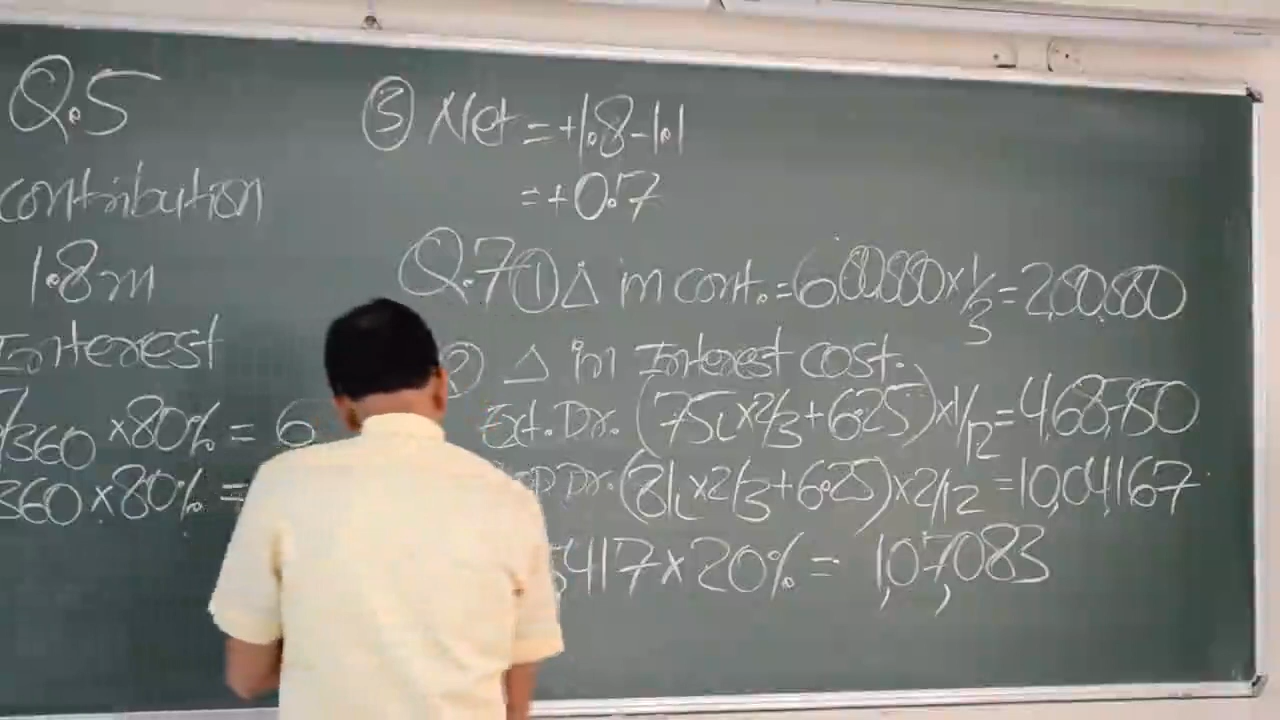 Q.5
contribution
1.8m
Interest
/360 ×80% = 6
360 ×80% =
③ Net = +1.8-1.1
= +0.7
Q.7 ① Δ in cont. = 6,00,000 × 1/3 = 2,00,000
② Δ in Interest cost.
Ext. Dr. (75L×2/3+6.25)×1/12 = 4,68,750
Dr. (81L×2/3+6.25)×2/12 = 10,04,167
5417 × 20% = 1,07,083